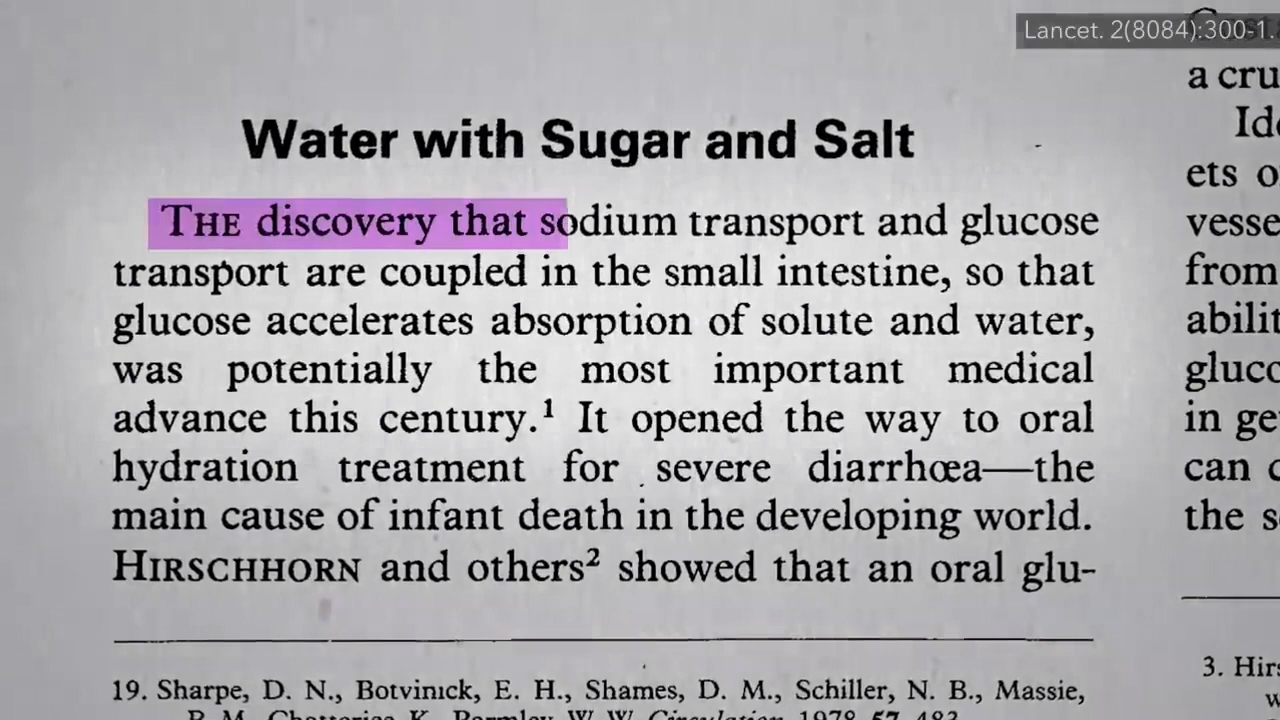 Lancet. 2(8084):300-1.
Water with Sugar and Salt
THE discovery that sodium transport and glucose
transport are coupled in the small intestine, so that
glucose accelerates absorption of solute and water,
was potentially the most important medical
advance this century.¹ It opened the way to oral
hydration treatment for severe diarrhœa—the
main cause of infant death in the developing world.
HIRSCHHORN and others² showed that an oral glu-
19. Sharpe, D. N., Botvinick, E. H., Shames, D. M., Schiller, N. B., Massie,
a cru
Id
ets o
vesse
from
abilit
gluc
in ge
can
the s
3. Hirs